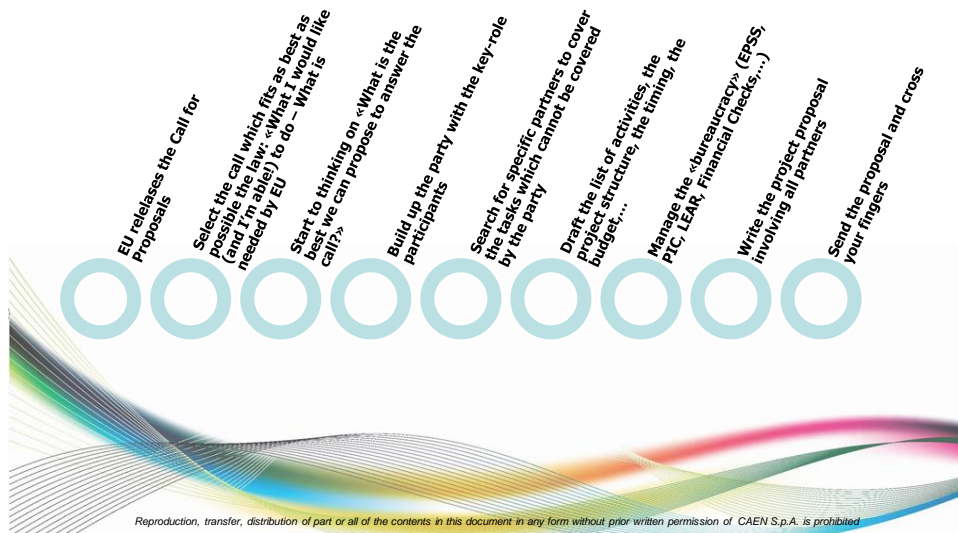 EU relelases the Call for
Proposals
Select the call which fits as best as
possible the law: «What I would like
(and I'm able!) to do – What is
needed by EU
Start to thinking on «What is the
best we can propose to answer the
call?»
Build up the party with the key-role
participants
Search for specific partners to cover
the tasks which cannot be covered
by the party
Draft the list of activities, the
project structure, the timing, the
budget,...
Manage the «bureaucracy» (EPSS,
PIC, LEAR, Financial Checks,...)
Write the project proposal
involving all partners
Send the proposal and cross
your fingers
Reproduction, transfer, distribution of part or all of the contents in this document in any form without prior written permission of CAEN S.p.A. is prohibited